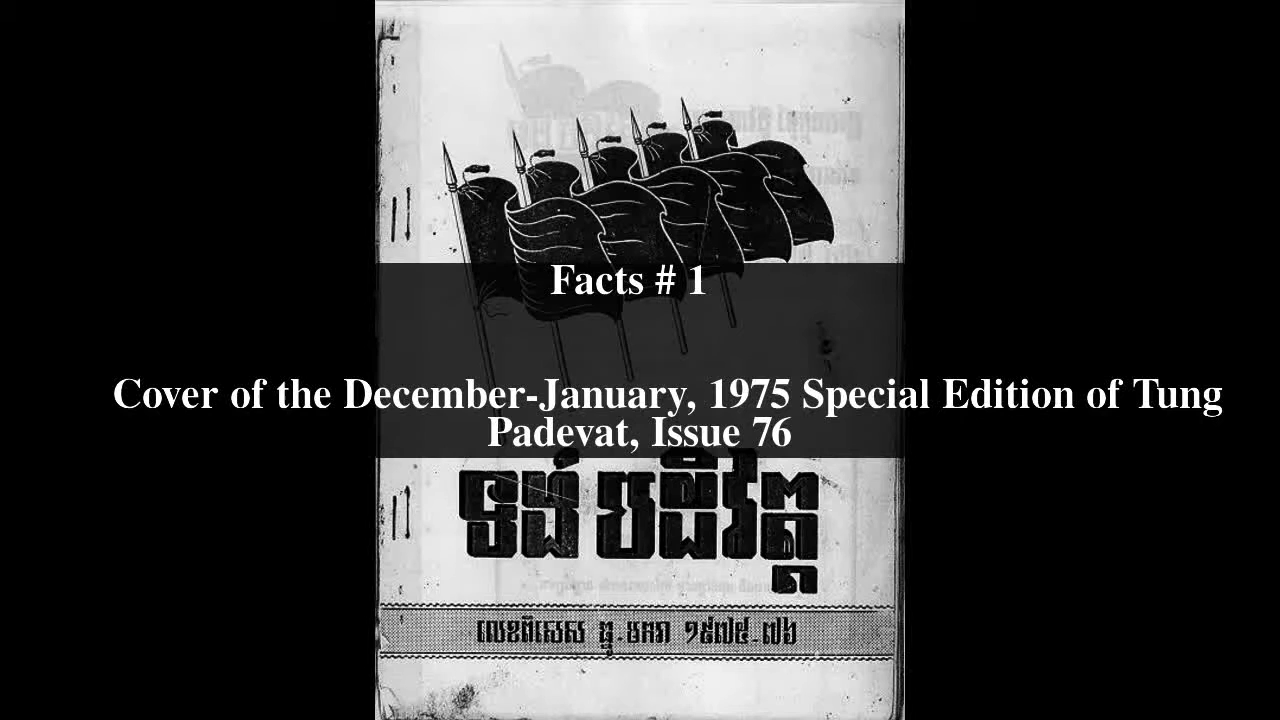 Facts # 1
Cover of the December-January, 1975 Special Edition of Tung
Padevat, Issue 76
ទង់ បដិវត្ត
លេខពិសេស ធ្នូ-មករា ១៩៧៥-៧៦